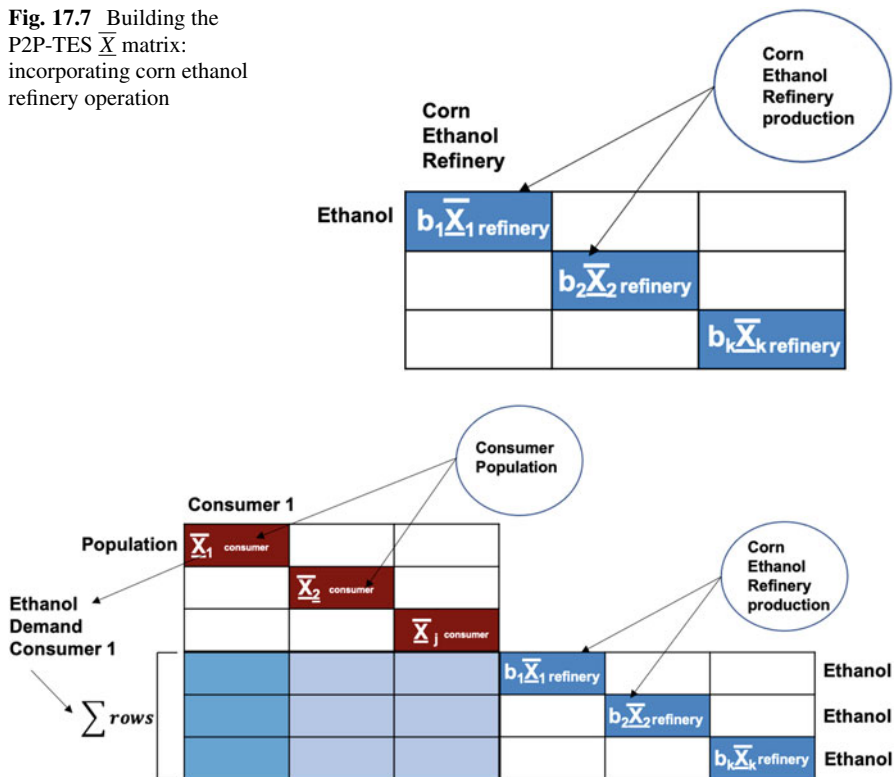 Fig. 17.7 Building the
P2P-TES X̲̅ matrix:
incorporating corn ethanol
refinery operation
Corn
Ethanol
Refinery
production
Corn
Ethanol
Refinery
Ethanol
b₁X̲̅₁ refinery
b₂X̲̅₂ refinery
bₖX̲̅ₖ refinery
Consumer
Population
Consumer 1
Population
X̲̅₁ consumer
X̲̅₂ consumer
X̲̅ⱼ consumer
Corn
Ethanol
Refinery
production
Ethanol
Demand
Consumer 1
∑ rows
b₁X̲̅₁ refinery
Ethanol
b₂X̲̅₂ refinery
Ethanol
bₖX̲̅ₖ refinery
Ethanol